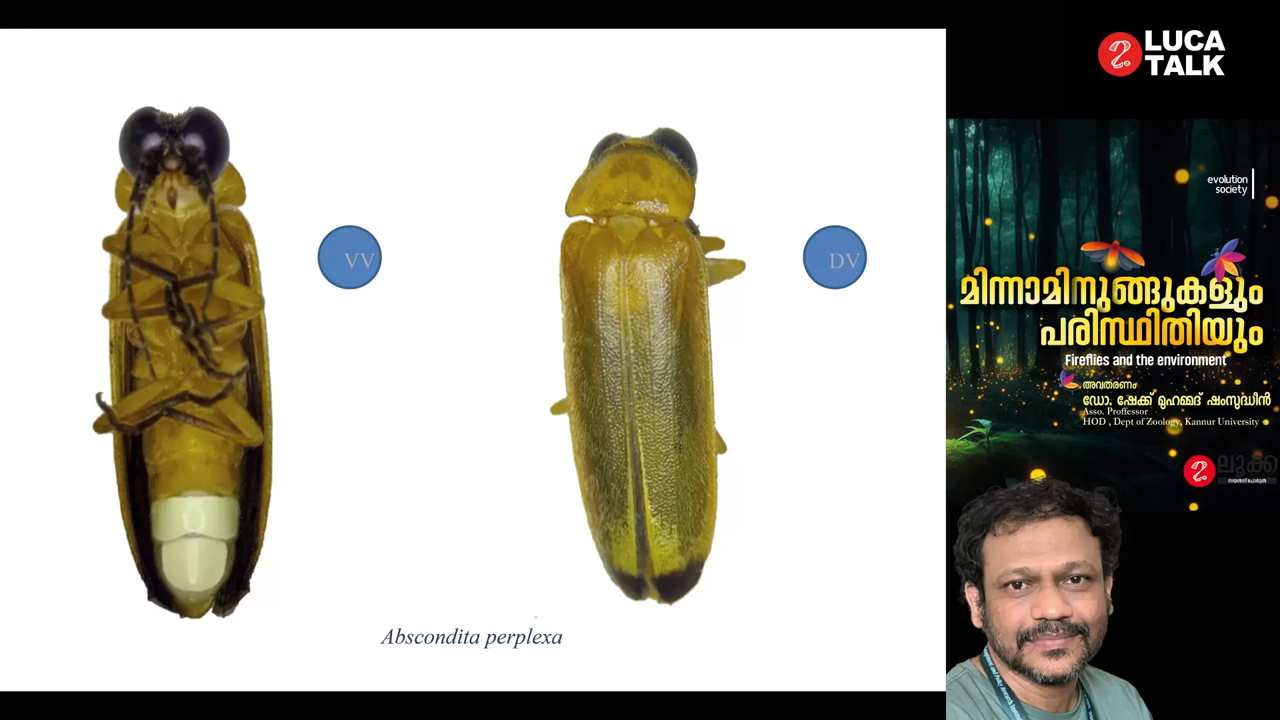 VV
DV
Abscondita perplexa
LUCA
TALK
evolution
society
മിന്നാമിനുങ്ങുകളും
പരിസ്ഥിതിയും
Fireflies and the environment
അവതരണം
ഡോ. ഷേക്ക് മുഹമ്മദ് ഷംസുദ്ധീൻ
Asso. Proffessor
HOD , Dept of Zoology, Kannur University
ലൂക്ക